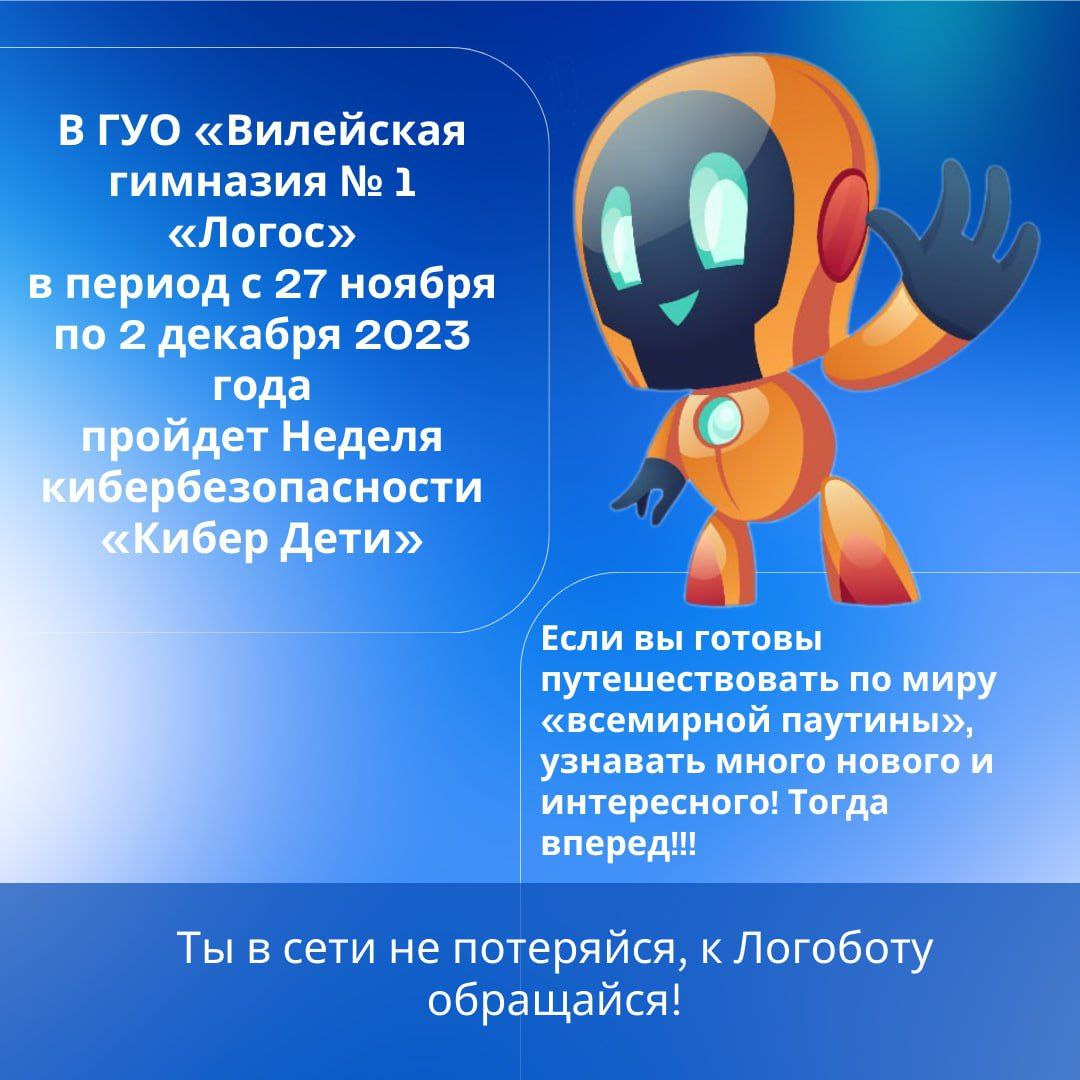 В ГУО «Вилейская
гимназия № 1
«Логос»
в период с 27 ноября
по 2 декабря 2023
года
пройдет Неделя
кибербезопасности
«Кибер Дети»
Если вы готовы
путешествовать по миру
«всемирной паутины»,
узнавать много нового и
интересного! Тогда
вперед!!!
Ты в сети не потеряйся, к Логоботу
обращайся!